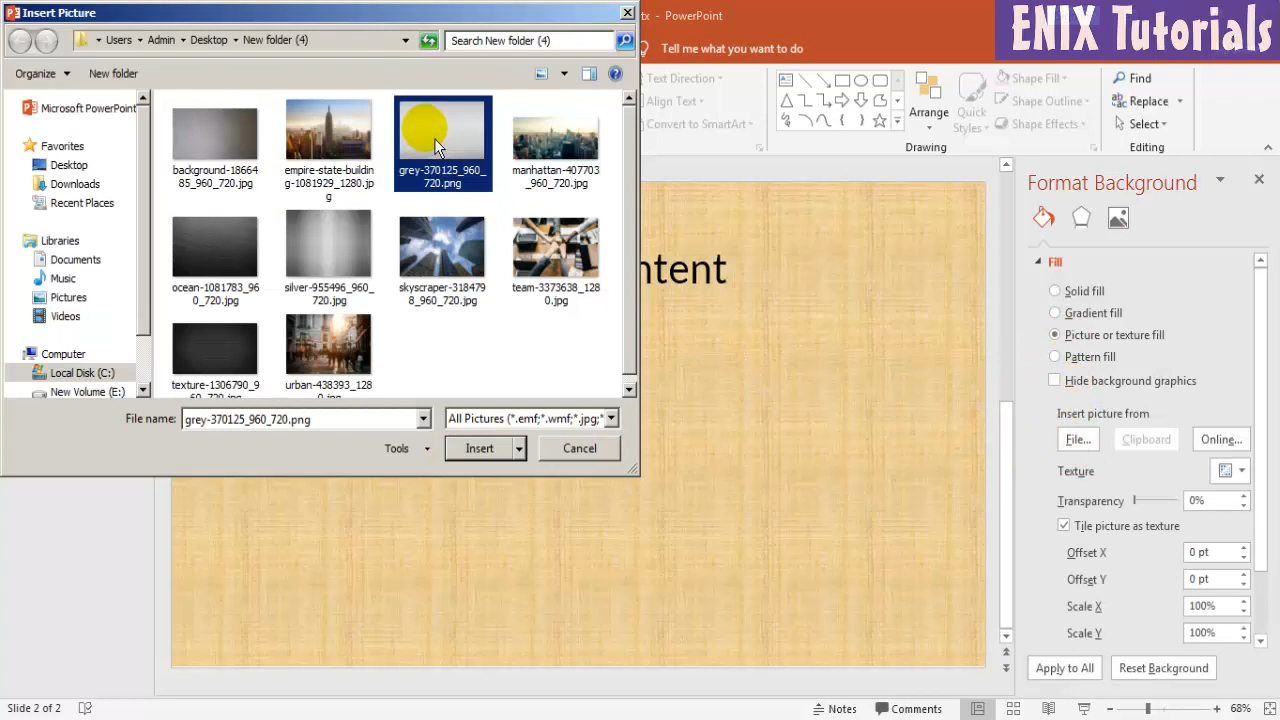 Insert Picture
tx - PowerPoint
ENIX Tutorials
Users
Admin
Desktop
New folder (4)
Search New folder (4)
Tell me what you want to do
Organize
New folder
Text Direction
Align Text
Convert to SmartArt
Arrange
Quick
Styles
Shape Fill
Shape Outline
Shape Effects
Drawing
Find
Replace
Select
Editing
Microsoft PowerPoint
Favorites
Desktop
Downloads
Recent Places
Libraries
Documents
Music
Pictures
Videos
Computer
Local Disk (C:)
New Volume (E:)
background-18664
85_960_720.jpg
empire-state-buildin
g-1081929_1280.jp
g
grey-370125_960_
720.png
manhattan-407703
_960_720.jpg
ocean-1081783_96
0_720.jpg
silver-955496_960_
720.jpg
skyscraper-318479
8_960_720.jpg
team-3373638_128
0.jpg
texture-1306790_9
urban-438393_128
File name:
grey-370125_960_720.png
All Pictures (*.emf;*.wmf;*.jpg;*
Tools
Insert
Cancel
ntent
Format Background
Fill
Solid fill
Gradient fill
Picture or texture fill
Pattern fill
Hide background graphics
Insert picture from
File...
Clipboard
Online...
Texture
Transparency
0%
Tile picture as texture
Offset X
0 pt
Offset Y
0 pt
Scale X
100%
Scale Y
100%
Apply to All
Reset Background
Slide 2 of 2
Notes
Comments
68%